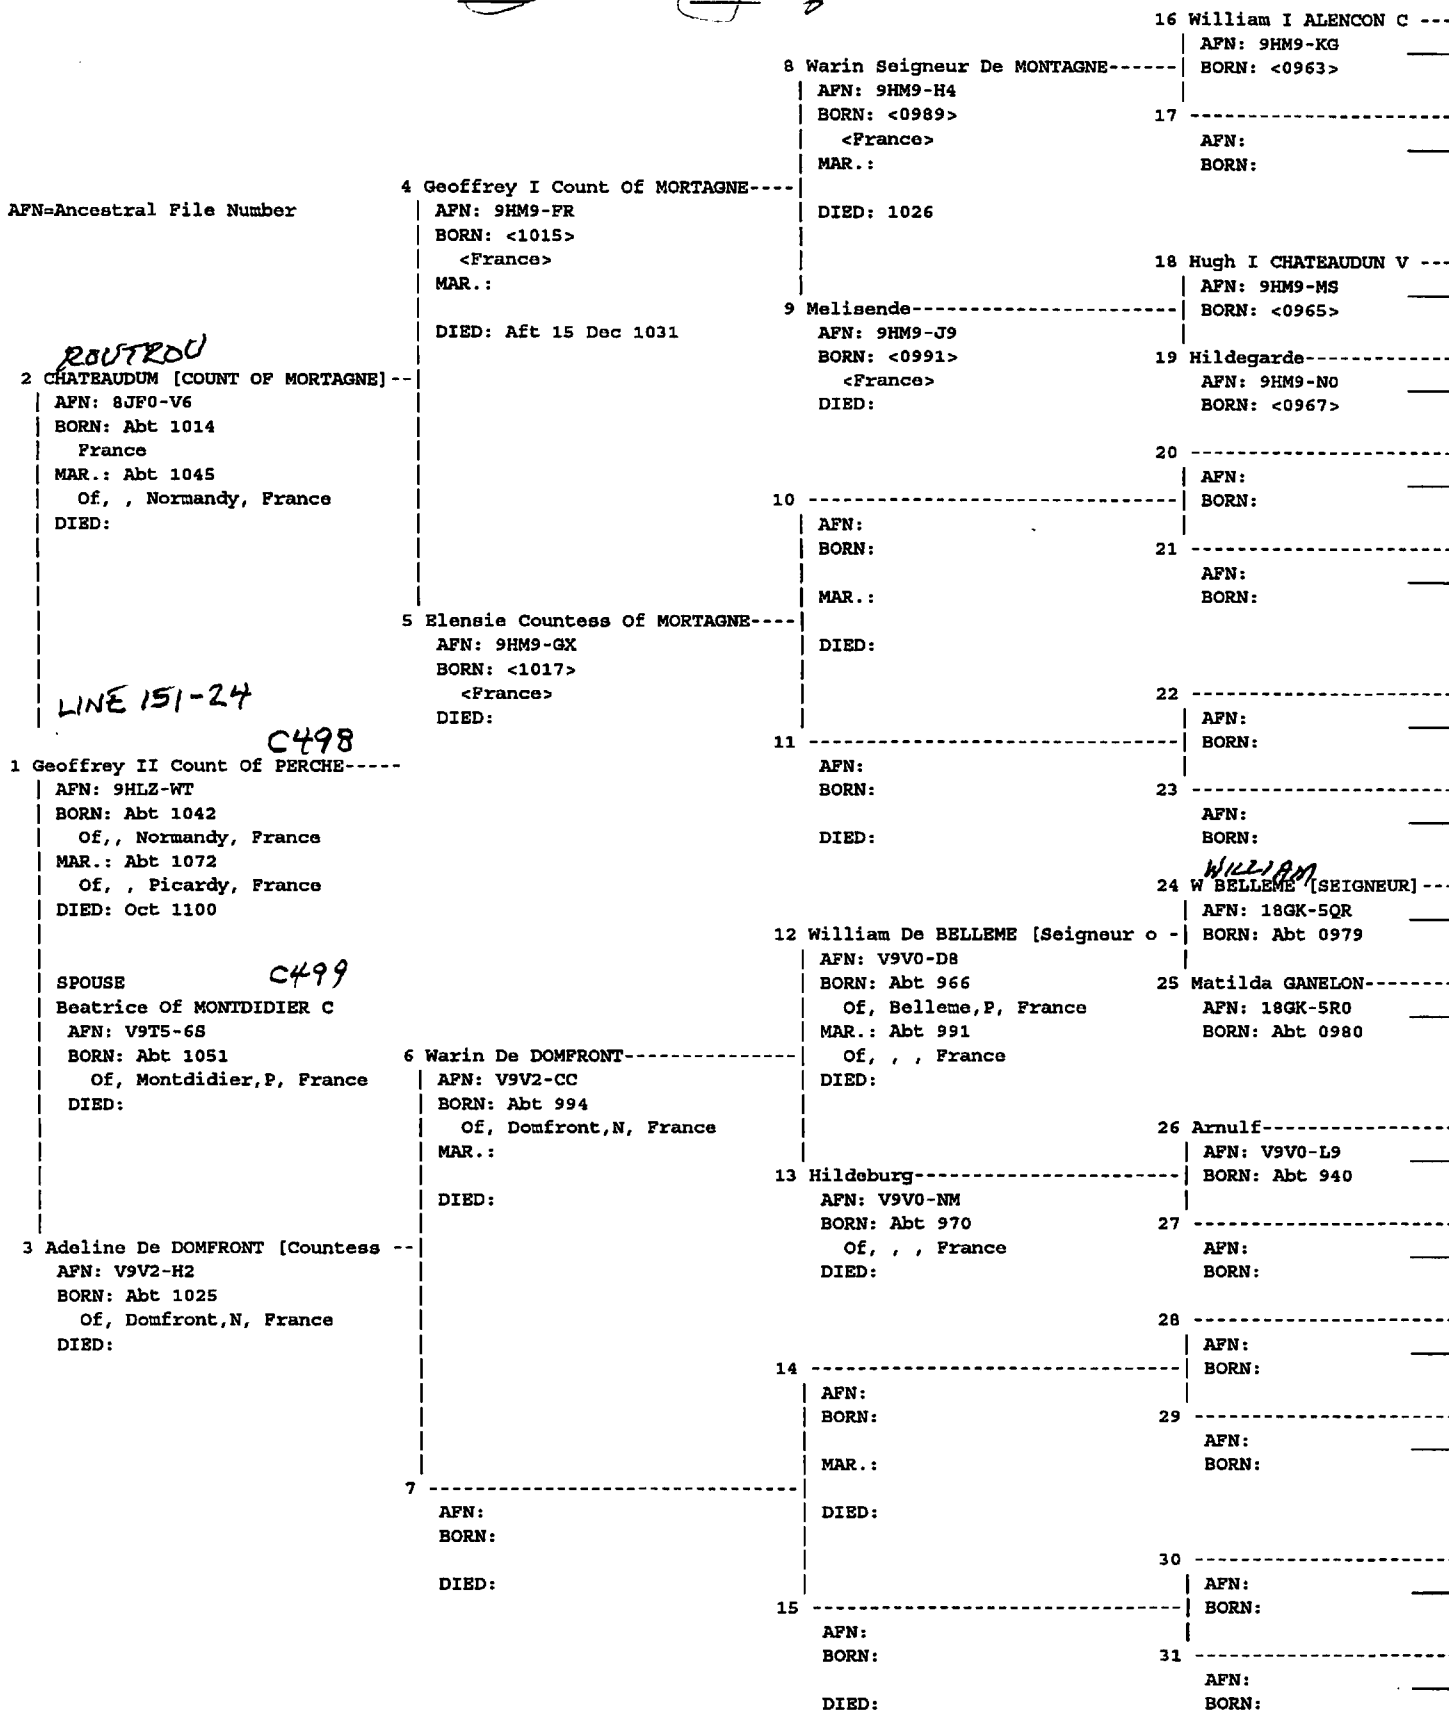 16 William I ALENCON C ---
AFN: 9HM9-KG
8 Warin Seigneur De MONTAGNE------ BORN: <0963>
AFN: 9HM9-H4
BORN: <0989> 17 ----------------------
<France> AFN:
MAR.: BORN:
4 Geoffrey I Count Of MORTAGNE----
AFN=Ancestral File Number AFN: 9HM9-FR DIED: 1026
BORN: <1015>
<France> 18 Hugh I CHATEAUDUN V ---
MAR.: AFN: 9HM9-MS
9 Melisende---------------------- BORN: <0965>
DIED: Aft 15 Dec 1031 AFN: 9HM9-J9
ROUTROU BORN: <0991> 19 Hildegarde------------
2 CHATEAUDUM [COUNT OF MORTAGNE]-- <France> AFN: 9HM9-N0
AFN: 8JF0-V6 DIED: BORN: <0967>
BORN: Abt 1014
France 20 ----------------------
MAR.: Abt 1045 AFN:
Of, , Normandy, France 10 ------------------------------- BORN:
DIED: AFN:
BORN: 21 ----------------------
AFN:
MAR.: BORN:
5 Elensie Countess Of MORTAGNE----
AFN: 9HM9-GX DIED:
BORN: <1017>
LINE 151-24 <France> 22 ----------------------
DIED: AFN:
C498 11 ------------------------------- BORN:
1 Geoffrey II Count Of PERCHE----- AFN:
AFN: 9HLZ-WT BORN: 23 ----------------------
BORN: Abt 1042 AFN:
Of,, Normandy, France DIED: BORN:
MAR.: Abt 1072 WILLIAM
Of, , Picardy, France 24 W BELLEME [SEIGNEUR]---
DIED: Oct 1100 AFN: 18GK-5QR
12 William De BELLEME [Seigneur o - BORN: Abt 0979
AFN: V9V0-D8
SPOUSE C499 BORN: Abt 966 25 Matilda GANELON--------
Beatrice Of MONTDIDIER C Of, Belleme,P, France AFN: 18GK-5R0
AFN: V9T5-6S MAR.: Abt 991 BORN: Abt 0980
BORN: Abt 1051 6 Warin De DOMFRONT-------------- Of, , , France
Of, Montdidier,P, France AFN: V9V2-CC DIED:
DIED: BORN: Abt 994
Of, Domfront,N, France 26 Arnulf----------------
MAR.: AFN: V9V0-L9
13 Hildeburg---------------------- BORN: Abt 940
DIED: AFN: V9V0-NM
BORN: Abt 970 27 ----------------------
3 Adeline De DOMFRONT [Countess -- Of, , , France AFN:
AFN: V9V2-H2 DIED: BORN:
BORN: Abt 1025
Of, Domfront,N, France 28 ----------------------
DIED: AFN:
14 ------------------------------- BORN:
AFN:
BORN: 29 ----------------------
AFN:
MAR.: BORN:
7 -------------------------------
AFN: DIED:
BORN:
30 ----------------------
DIED: AFN:
15 ------------------------------- BORN:
AFN:
BORN: 31 ----------------------
AFN:
DIED: BORN: